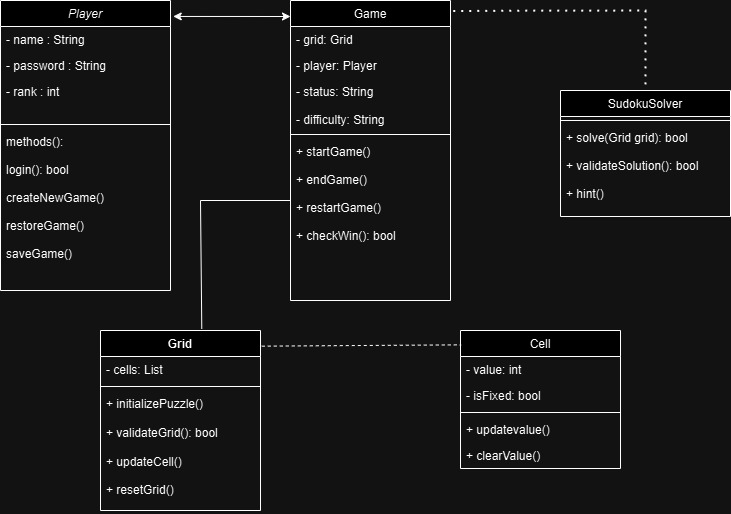 Player
- name : String
- password : String
- rank : int
methods():
login(): bool
createNewGame()
restoreGame()
saveGame()
Game
- grid: Grid
- player: Player
- status: String
- difficulty: String
+ startGame()
+ endGame()
+ restartGame()
+ checkWin(): bool
SudokuSolver
+ solve(Grid grid): bool
+ validateSolution(): bool
+ hint()
Grid
- cells: List
+ initializePuzzle()
+ validateGrid(): bool
+ updateCell()
+ resetGrid()
Cell
- value: int
- isFixed: bool
+ updatevalue()
+ clearValue()